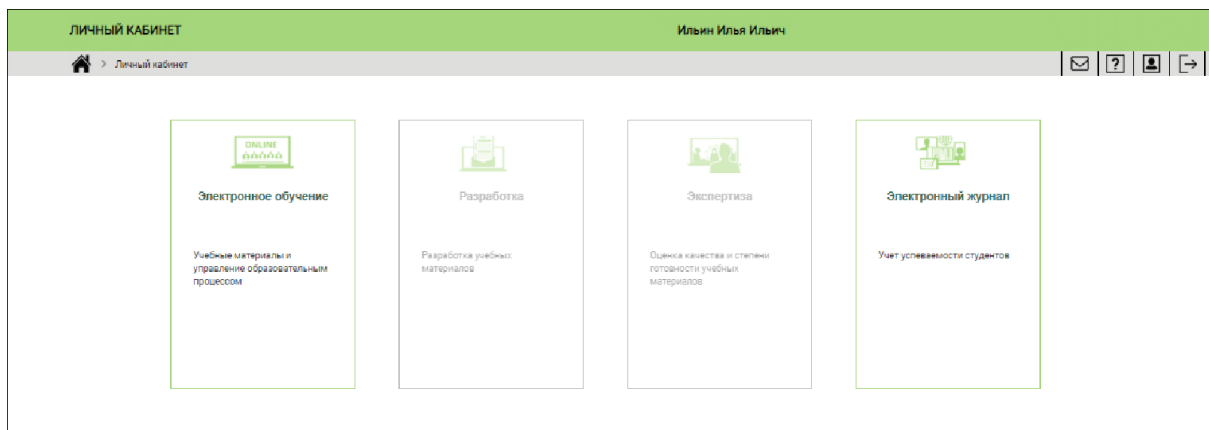 ЛИЧНЫЙ КАБИНЕТ
Ильин Илья Ильич
> Личный кабинет
?
ONLINE
Электронное обучение
Учебные материалы и
управление образовательным
процессом
Разработка
Разработка учебных
материалов
Экспертиза
Оценка качества и степени
готовности учебных
материалов
Электронный журнал
Учет успеваемости студентов